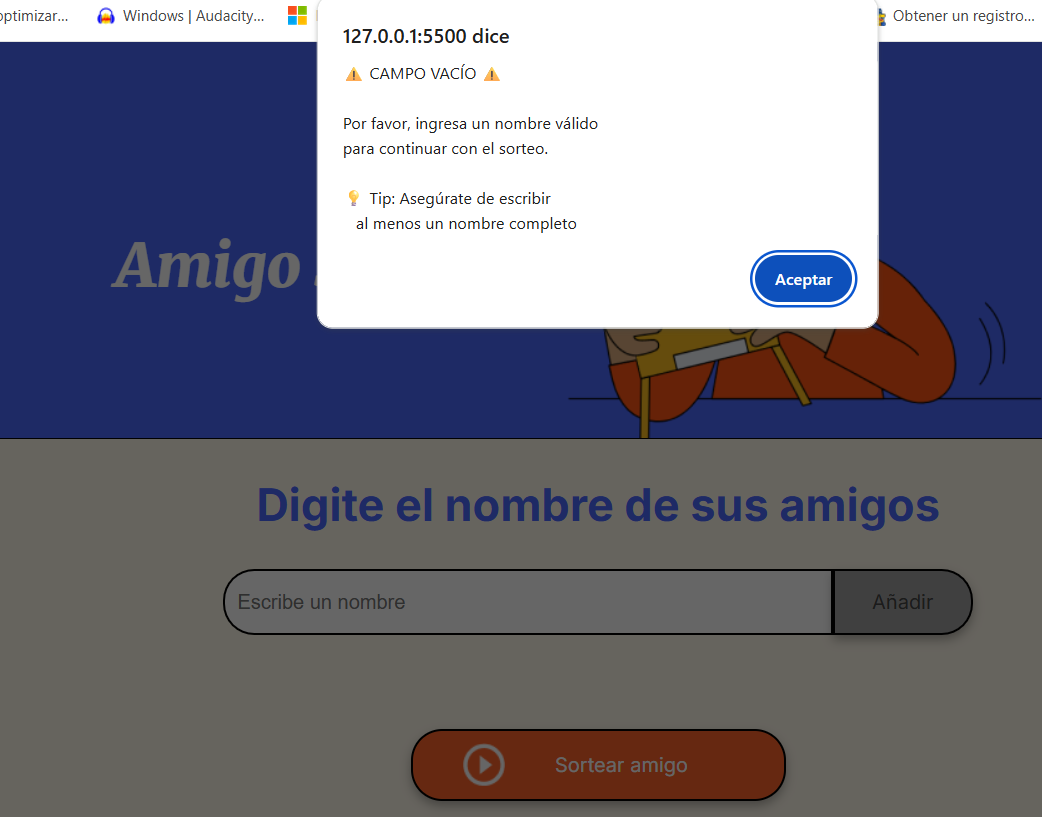 optimizar...
Windows | Audacity...
Obtener un registro...
127.0.0.1:5500 dice
⚠️ CAMPO VACÍO ⚠️
Por favor, ingresa un nombre válido
para continuar con el sorteo.
💡 Tip: Asegúrate de escribir
al menos un nombre completo
Aceptar
Amigo
Digite el nombre de sus amigos
Escribe un nombre
Añadir
Sortear amigo